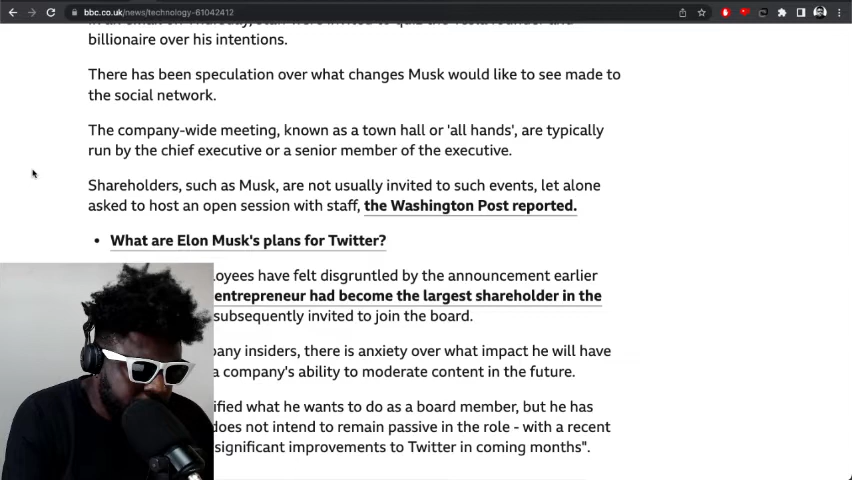 bbc.co.uk/news/technology-61042412
billionaire over his intentions.
There has been speculation over what changes Musk would like to see made to
the social network.
The company-wide meeting, known as a town hall or 'all hands', are typically
run by the chief executive or a senior member of the executive.
Shareholders, such as Musk, are not usually invited to such events, let alone
asked to host an open session with staff, the Washington Post reported.
• What are Elon Musk's plans for Twitter?
have felt disgruntled by the announcement earlier
entrepreneur had become the largest shareholder in the
subsequently invited to join the board.
insiders, there is anxiety over what impact he will have
a company's ability to moderate content in the future.
what he wants to do as a board member, but he has
does not intend to remain passive in the role - with a recent
significant improvements to Twitter in coming months".